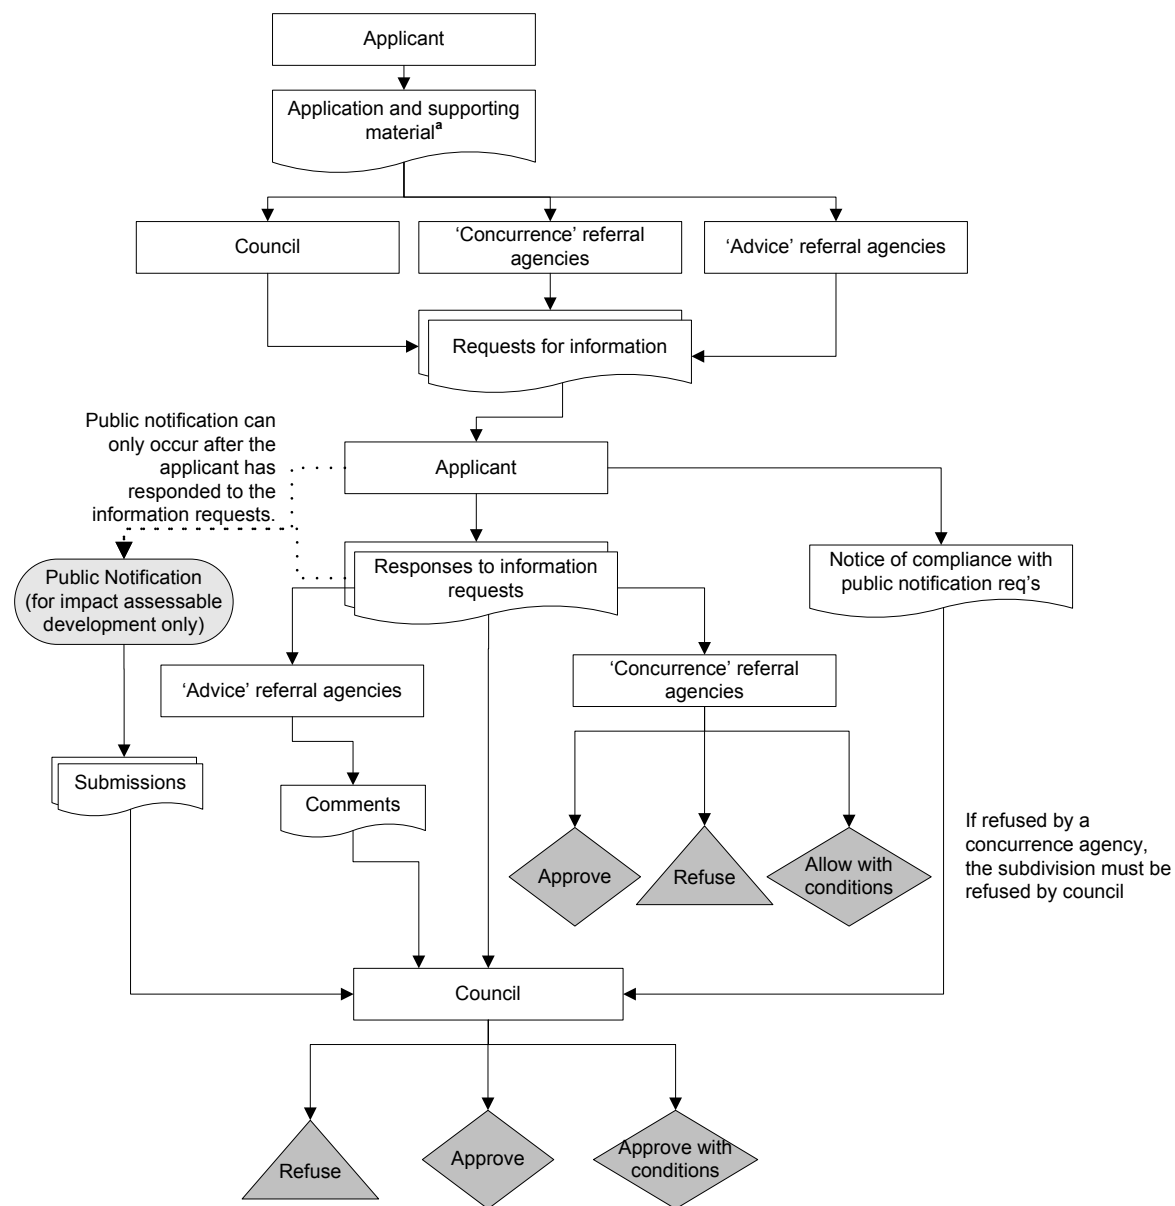 Applicant
Application and supporting
materialᵃ
Council
‘Concurrence’ referral
agencies
‘Advice’ referral agencies
Requests for information
Public notification can
only occur after the
applicant has
responded to the
information requests.
Applicant
Public Notification
(for impact assessable
development only)
Responses to information
requests
Notice of compliance with
public notification req’s
‘Advice’ referral agencies
‘Concurrence’ referral
agencies
Submissions
Comments
Approve
Refuse
Allow with
conditions
If refused by a
concurrence agency,
the subdivision must be
refused by council
Council
Refuse
Approve
Approve with
conditions